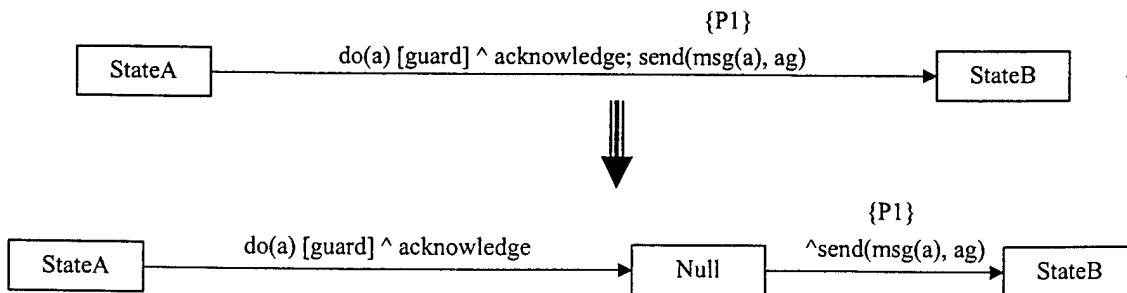 {P1}
do(a) [guard] ^ acknowledge; send(msg(a), ag)
StateA
StateB
{P1}
do(a) [guard] ^ acknowledge
^send(msg(a), ag)
StateA
Null
StateB